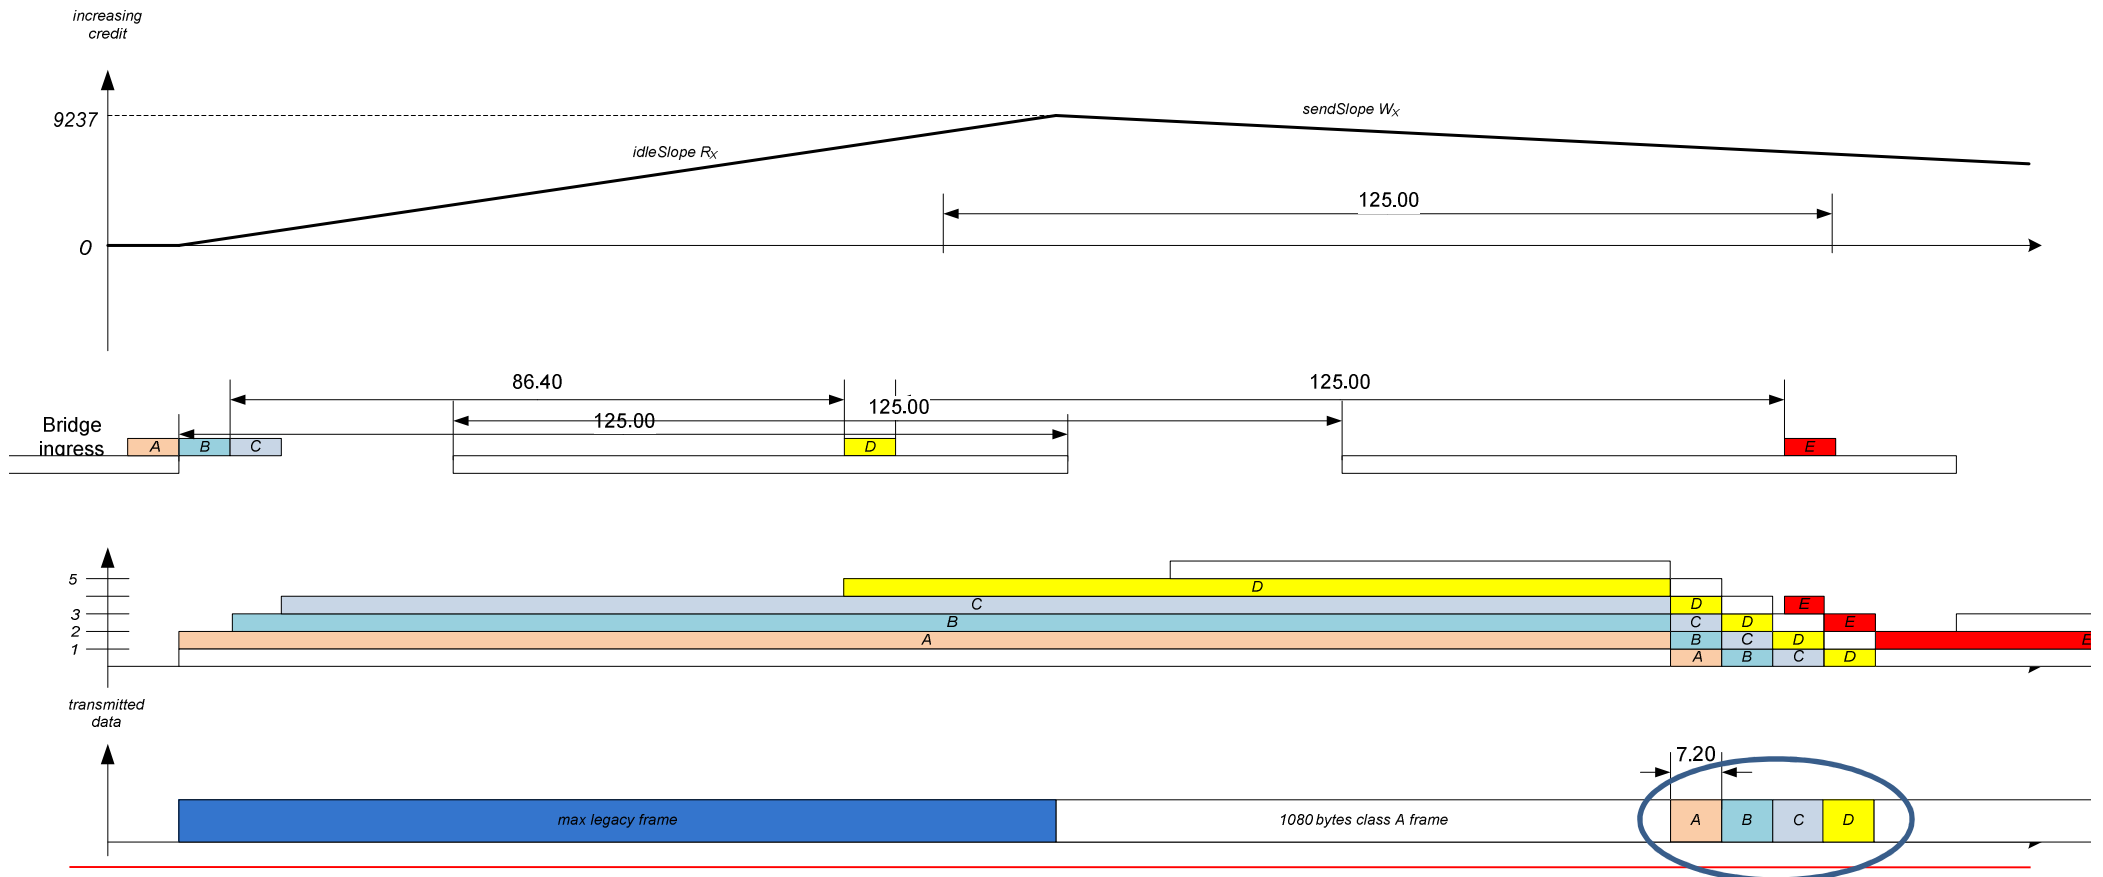 increasing
credit
9237
sendSlope WX
idleSlope RX
125.00
0
86.40
125.00
125.00
125.00
Bridge
ingress
A
B
C
D
E
5
D
C
D
E
3
B
C
D
E
2
A
B
C
D
E
1
A
B
C
D
transmitted
data
7.20
max legacy frame
1080 bytes class A frame
A
B
C
D